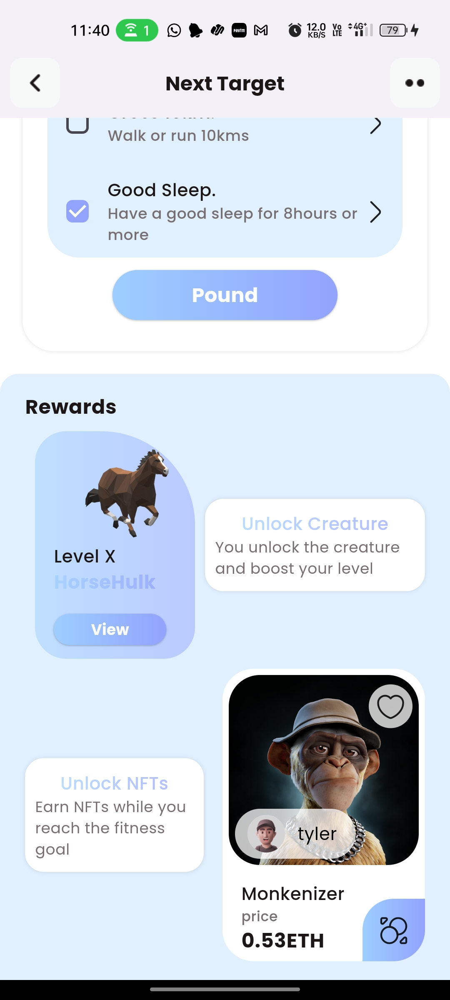 11:40 1 paytm 12.0 KB/S Vo LTE 4G+ 79
Next Target
Walk or run 10kms
Good Sleep.
Have a good sleep for 8hours or
more
Pound
Rewards
Level X
HorseHulk
View
Unlock Creature
You unlock the creature
and boost your level
Unlock NFTs
Earn NFTs while you
reach the fitness
goal
tyler
Monkenizer
price
0.53ETH